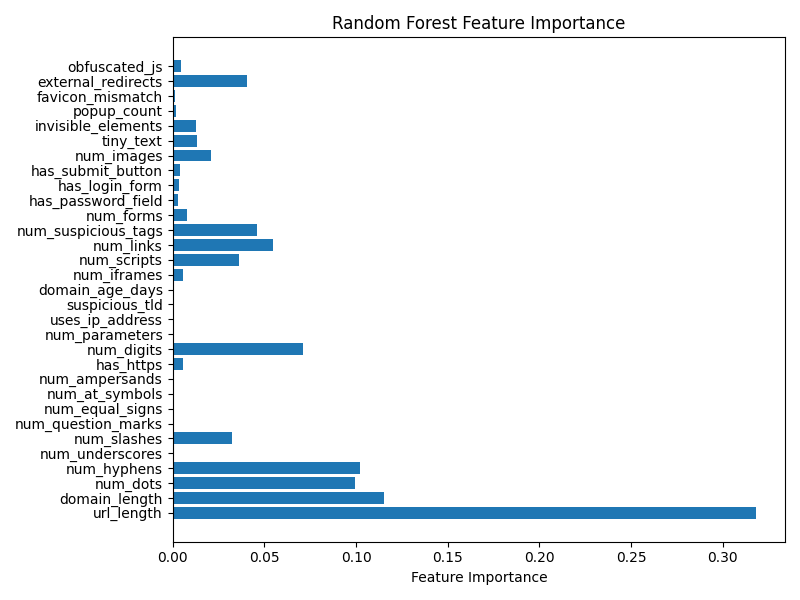 Random Forest Feature Importance
obfuscated_js
external_redirects
favicon_mismatch
popup_count
invisible_elements
tiny_text
num_images
has_submit_button
has_login_form
has_password_field
num_forms
num_suspicious_tags
num_links
num_scripts
num_iframes
domain_age_days
suspicious_tld
uses_ip_address
num_parameters
num_digits
has_https
num_ampersands
num_at_symbols
num_equal_signs
num_question_marks
num_slashes
num_underscores
num_hyphens
num_dots
domain_length
url_length
0.00 0.05 0.10 0.15 0.20 0.25 0.30
Feature Importance